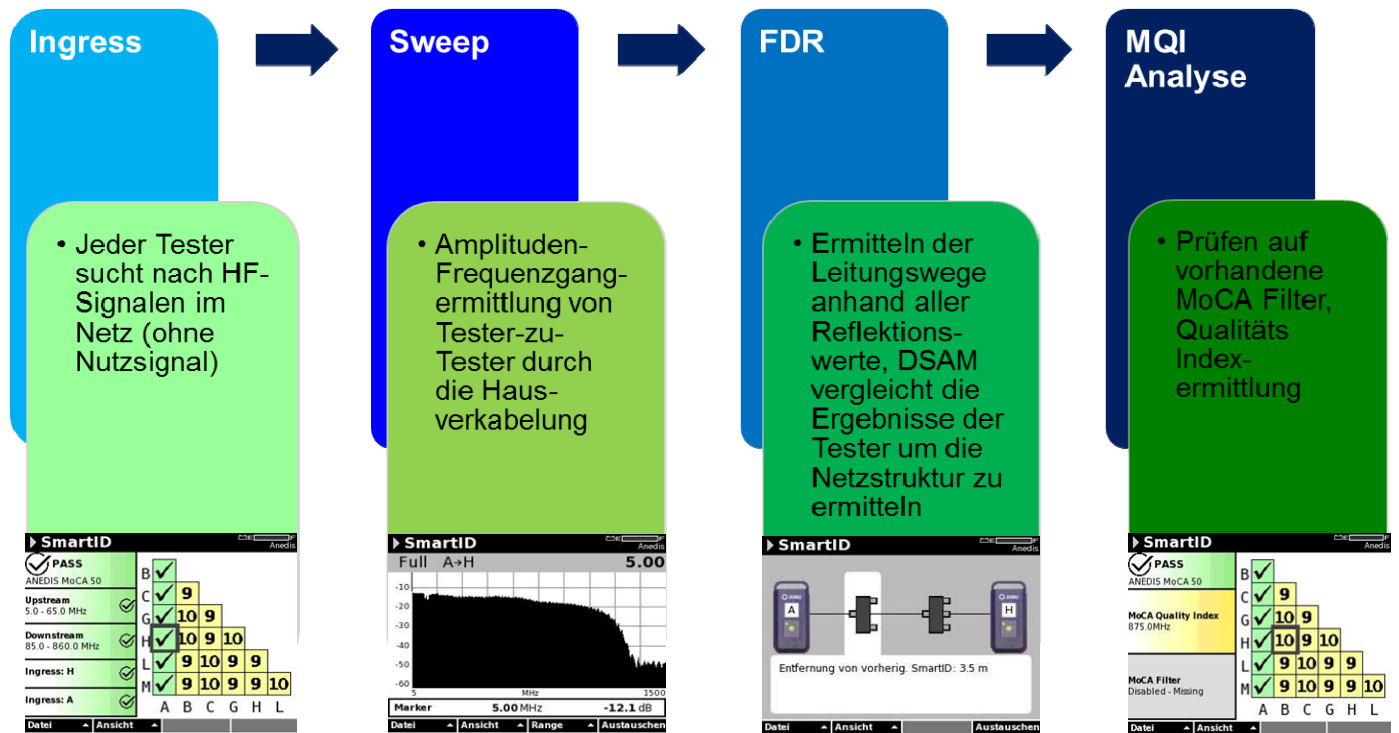 Ingress
Sweep
FDR
MQI
Analyse
• Jeder Tester
sucht nach HF-
Signalen im
Netz (ohne
Nutzsignal)
• Amplituden-
Frequenzgang-
ermittlung von
Tester-zu-
Tester durch
die Haus-
verkabelung
• Ermitteln der
Leitungswege
anhand aller
Reflektions-
werte, DSAM
vergleicht die
Ergebnisse der
Tester um die
Netzstruktur zu
ermitteln
• Prüfen auf
vorhandene
MoCA Filter,
Qualitäts
Index-
ermittlung
SmartID
Anedis
PASS
ANEDIS MoCA 50
Upstream
5.0 - 65.0 MHz
Downstream
85.0 - 860.0 MHz
Ingress: H
Ingress: A
B ✓
C ✓ 9
G ✓ 10 9
H ✓ 10 9 10
L ✓ 9 10 9 9
M ✓ 9 10 9 9 10
A B C G H L
Datei Ansicht
SmartID
Anedis
Full A→H 5.00
-10
-20
-30
-40
-50
-60
5 MHz 1500
Marker 5.00 MHz -12.1 dB
Datei Ansicht Range Austauschen
SmartID
Anedis
JDSU
A
H
Entfernung von vorherig. SmartID: 3.5 m
Datei Ansicht Austauschen
SmartID
Anedis
PASS
ANEDIS MoCA 50
MoCA Quality Index
875.0MHz
MoCA Filter
Disabled - Missing
B ✓
C ✓ 9
G ✓ 10 9
H ✓ 10 9 10
L ✓ 9 10 9 9
M ✓ 9 10 9 9 10
A B C G H L
Datei Ansicht